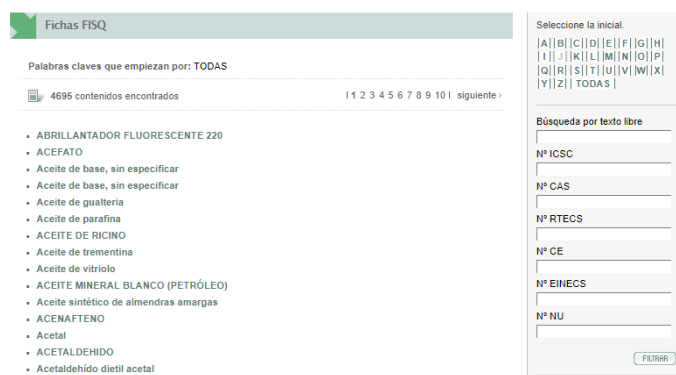 Fichas FISQ
Palabras claves que empiezan por: TODAS
4695 contenidos encontrados
| 1 2 3 4 5 6 7 8 9 10 | siguiente ›
ABRILLANTADOR FLUORESCENTE 220
ACEFATO
Aceite de base, sin especificar
Aceite de base, sin especificar
Aceite de gualteria
Aceite de parafina
ACEITE DE RICINO
Aceite de trementina
Aceite de vitriolo
ACEITE MINERAL BLANCO (PETRÓLEO)
Aceite sintético de almendras amargas
ACENAFTENO
Acetal
ACETALDEHIDO
Acetaldehído dietil acetal
Seleccione la inicial.
|A||B||C||D||E||F||G||H|
|I||J||K||L||M||N||O||P|
|Q||R||S||T||U||V||W||X|
|Y||Z|| TODAS |
Búsqueda por texto libre
Nº ICSC
Nº CAS
Nº RTECS
Nº CE
Nº EINECS
Nº NU
FILTRAR